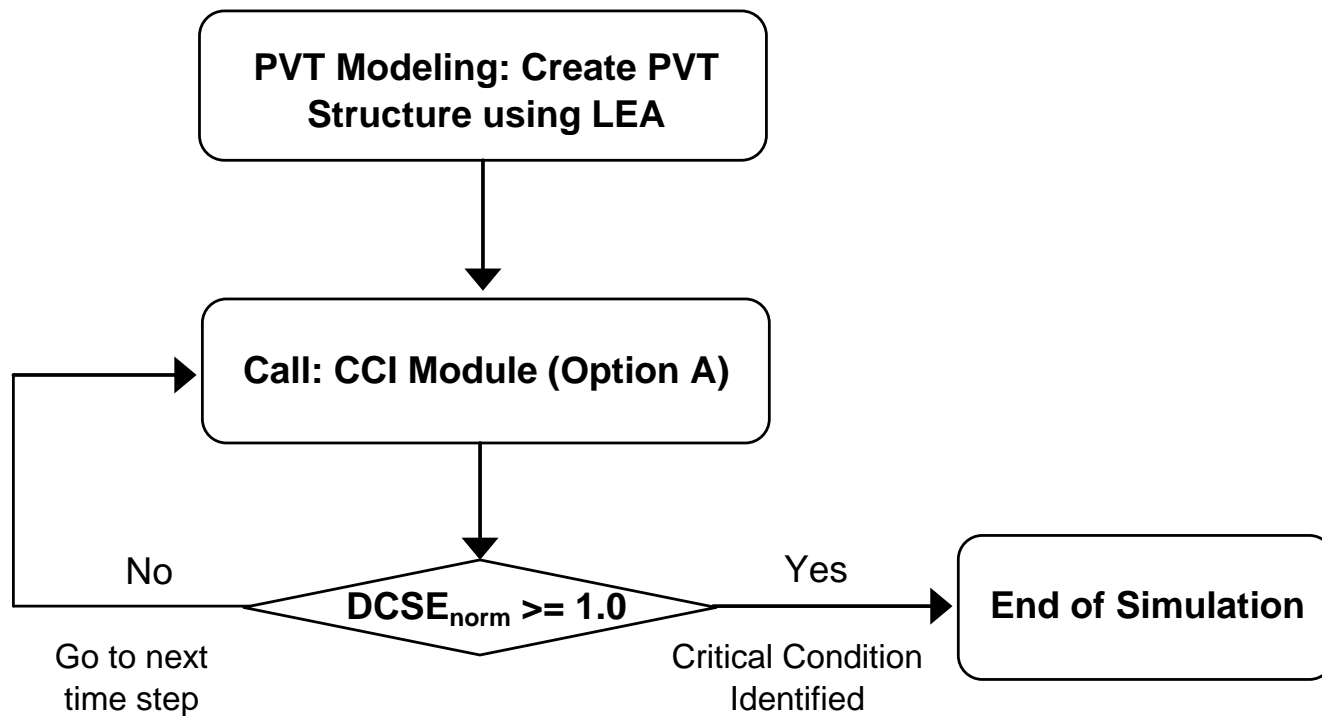 PVT Modeling: Create PVT
Structure using LEA
Call: CCI Module (Option A)
No
Yes
DCSEnorm >= 1.0
End of Simulation
Go to next
time step
Critical Condition
Identified